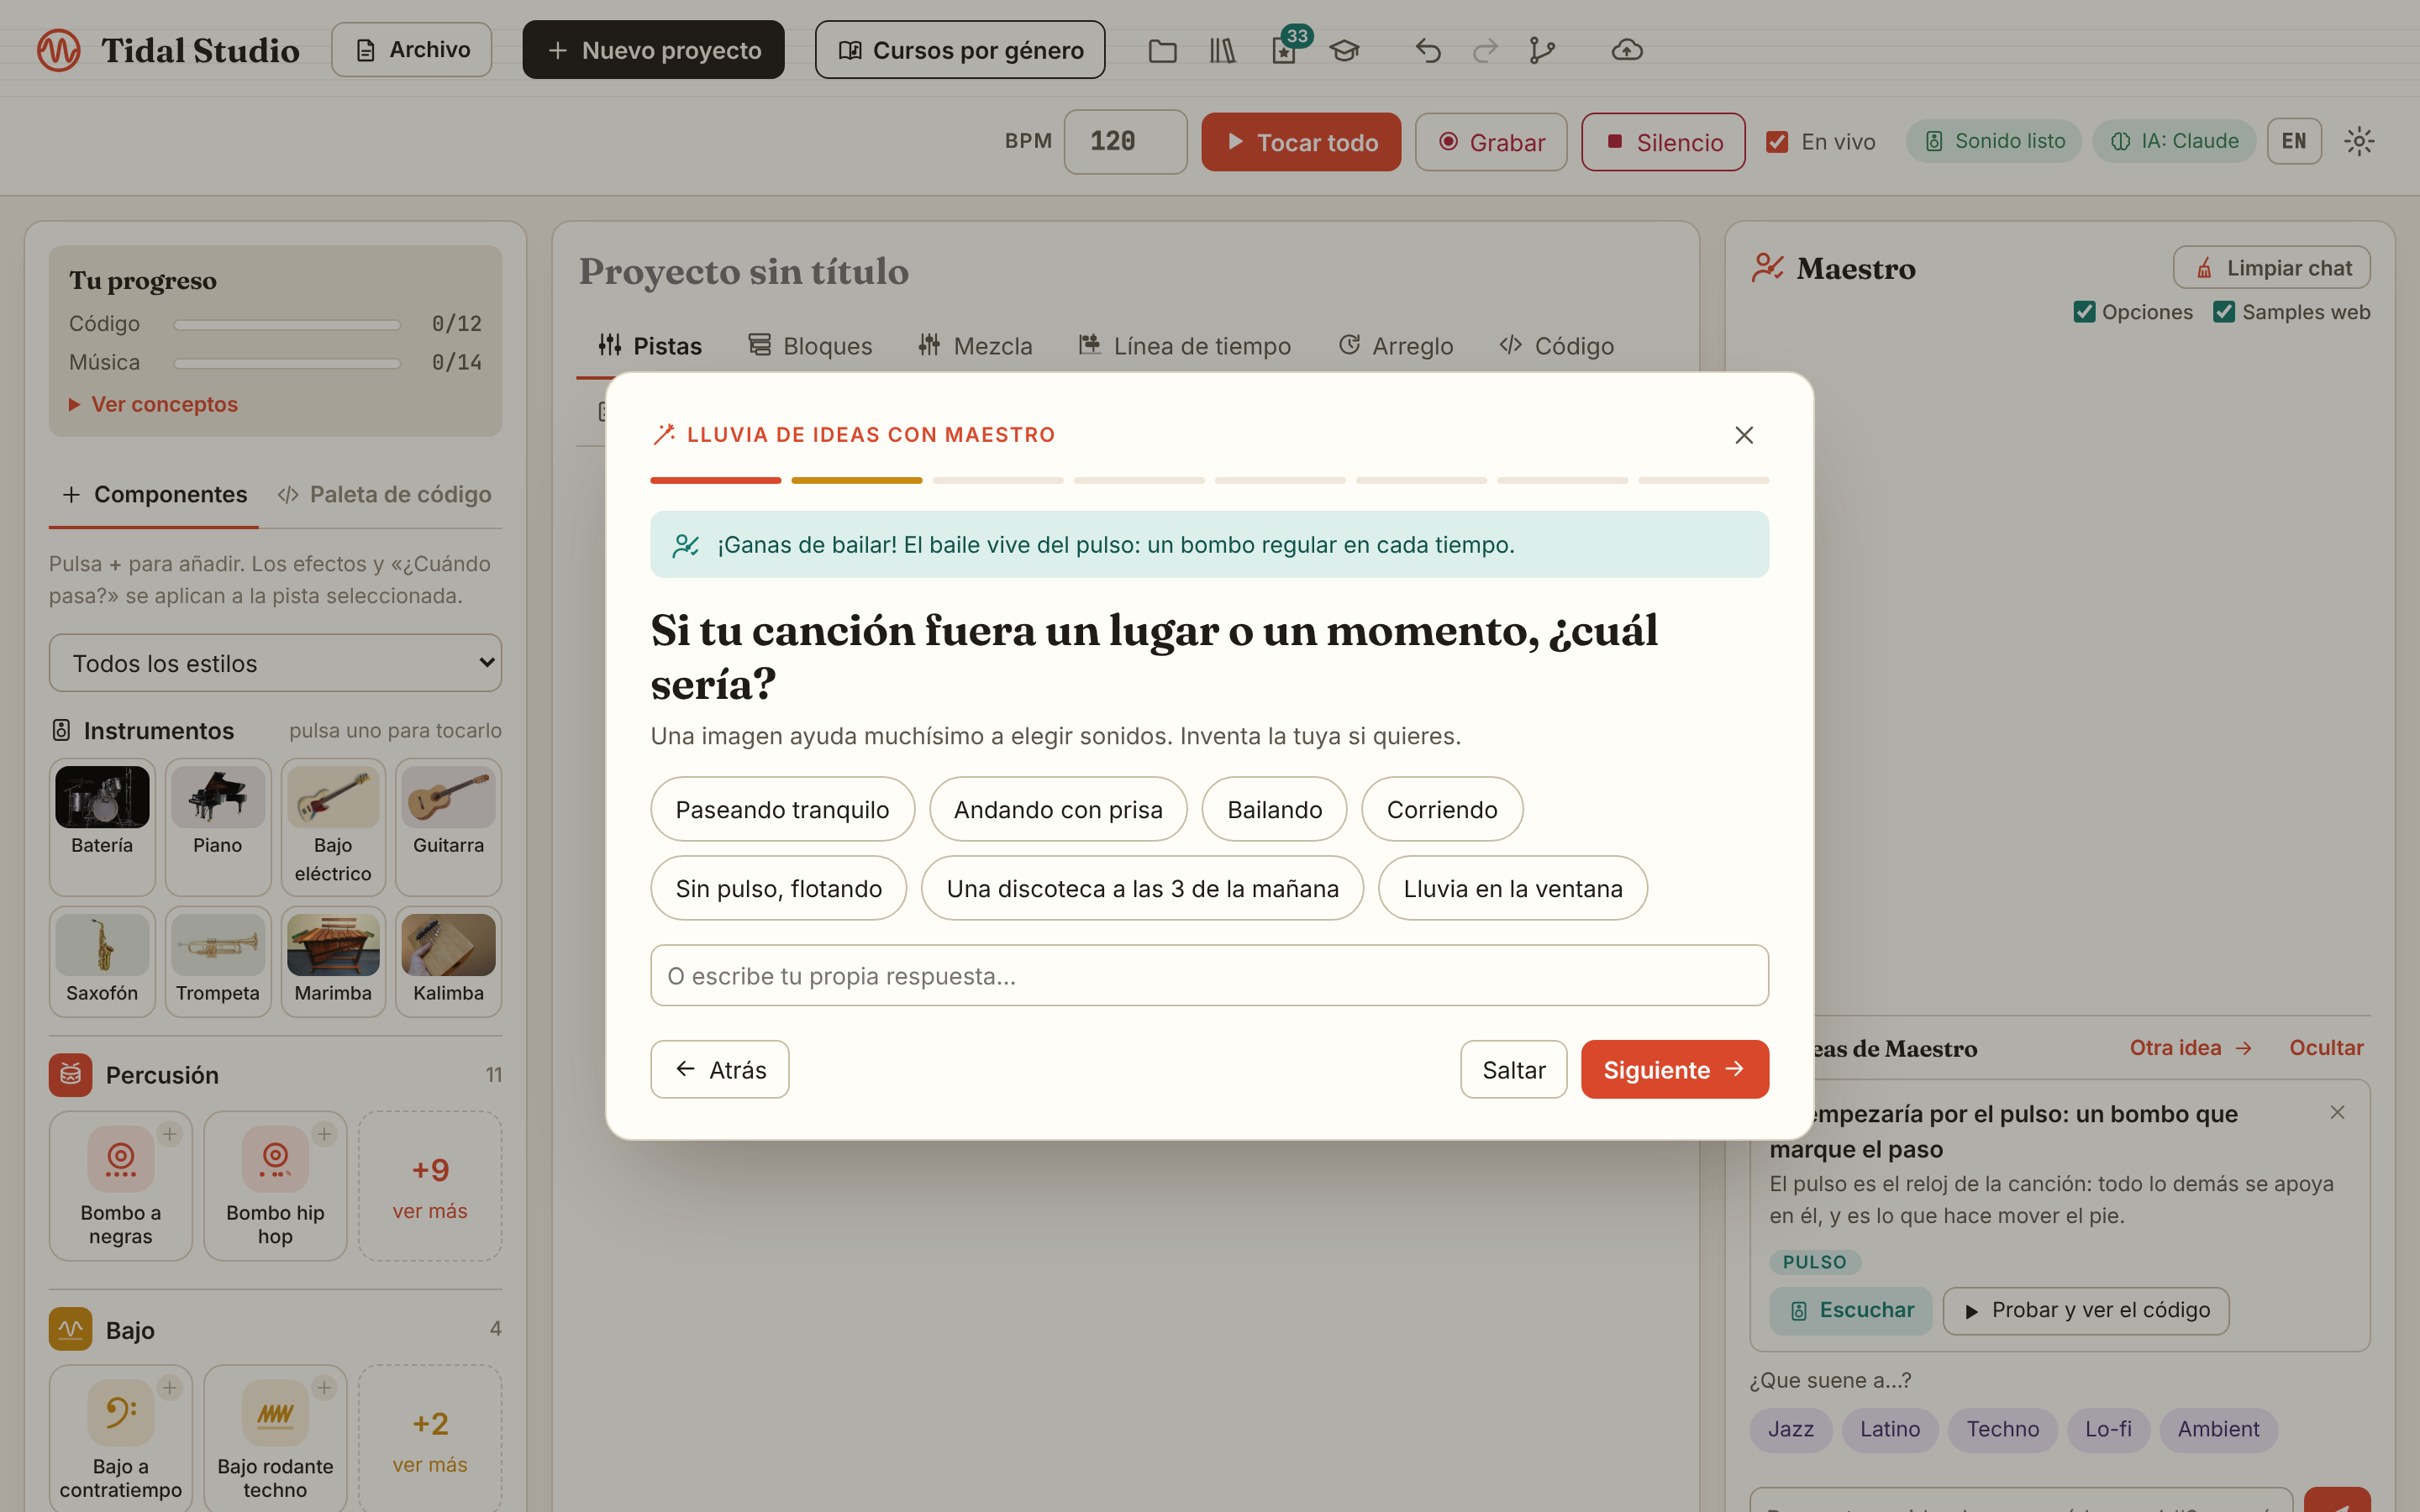 Tidal Studio
Archivo
Nuevo proyecto
Cursos por género
33
BPM
120
Tocar todo
Grabar
Silencio
En vivo
Sonido listo
IA: Claude
EN
Tu progreso
Código
0/12
Música
0/14
Ver conceptos
Componentes
Paleta de código
Pulsa + para añadir. Los efectos y «¿Cuándo
pasa?» se aplican a la pista seleccionada.
Todos los estilos
Instrumentos
pulsa uno para tocarlo
Batería
Piano
Bajo
eléctrico
Guitarra
Saxofón
Trompeta
Marimba
Kalimba
Percusión
11
Bombo a
negras
Bombo hip
hop
+9
ver más
Bajo
4
Bajo a
contratiempo
Bajo rodante
techno
+2
ver más
Proyecto sin título
Pistas
Bloques
Mezcla
Línea de tiempo
Arreglo
Código
LLUVIA DE IDEAS CON MAESTRO
¡Ganas de bailar! El baile vive del pulso: un bombo regular en cada tiempo.
Si tu canción fuera un lugar o un momento, ¿cuál
sería?
Una imagen ayuda muchísimo a elegir sonidos. Inventa la tuya si quieres.
Paseando tranquilo
Andando con prisa
Bailando
Corriendo
Sin pulso, flotando
Una discoteca a las 3 de la mañana
Lluvia en la ventana
O escribe tu propia respuesta...
Atrás
Saltar
Siguiente
Maestro
Limpiar chat
Opciones
Samples web
de Maestro
Otra idea
Ocultar
empezaría por el pulso: un bombo que
marque el paso
El pulso es el reloj de la canción: todo lo demás se apoya
en él, y es lo que hace mover el pie.
PULSO
Escuchar
Probar y ver el código
¿Que suene a...?
Jazz
Latino
Techno
Lo-fi
Ambient